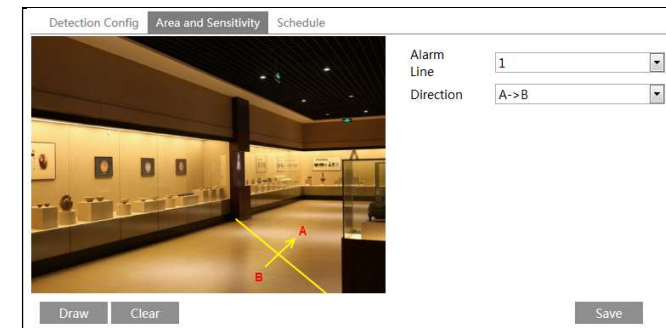 Detection Config Area and Sensitivity Schedule
Alarm
Line
1
Direction
A->B
A
B
Draw Clear
Save